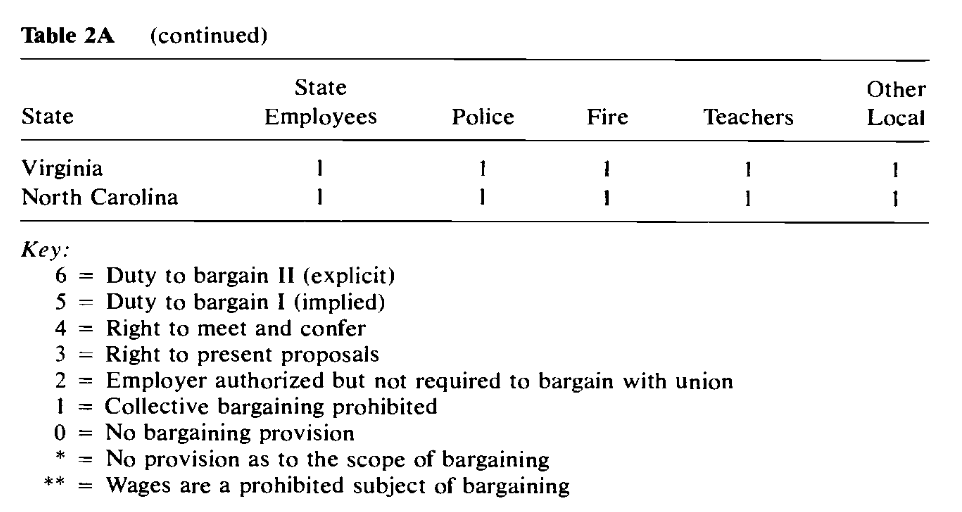 Table 2A (continued)
State
Other
State Employees Police Fire Teachers Local
Virginia 1 1 1 1 1
North Carolina 1 1 1 1 1
Key:
6 = Duty to bargain II (explicit)
5 = Duty to bargain I (implied)
4 = Right to meet and confer
3 = Right to present proposals
2 = Employer authorized but not required to bargain with union
1 = Collective bargaining prohibited
0 = No bargaining provision
* = No provision as to the scope of bargaining
** = Wages are a prohibited subject of bargaining